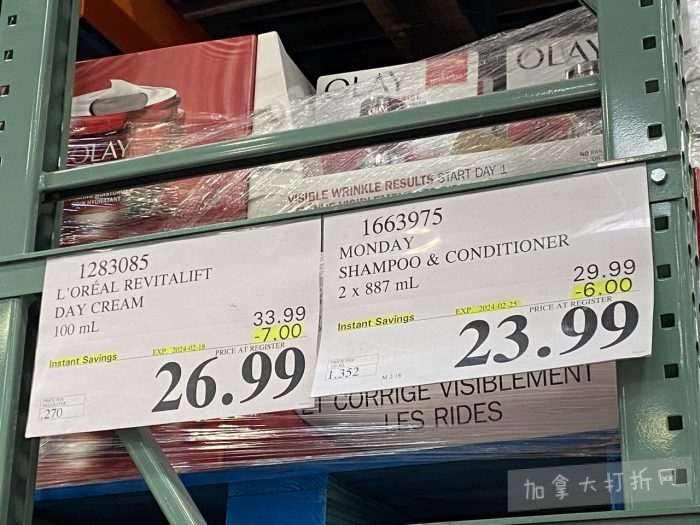 OLAY
OLAY
OLAY
VISIBLE WRINKLE RESULTS START DAY 1
1283085
L'ORÉAL REVITALIFT
DAY CREAM
100 mL
33.99
-7.00
Instant Savings
EXP. 2024-02-18
PRICE AT REGISTER
26.99
.270
1663975
MONDAY
SHAMPOO & CONDITIONER
2 x 887 mL
29.99
-6.00
Instant Savings
EXP. 2024-02-25
PRICE AT REGISTER
23.99
1.352
ET CORRIGE VISIBLEMENT
LES RIDES
加拿大打折网